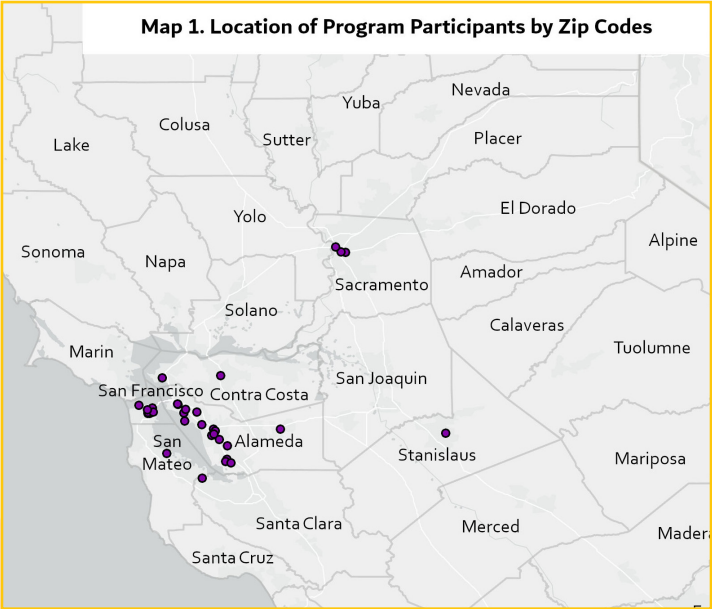 Map 1. Location of Program Participants by Zip Codes
Nevada
Yuba
Colusa
Placer
Sutter
Lake
El Dorado
Yolo
Alpine
Sonoma
Napa
Amador
Sacramento
Solano
Calaveras
Tuolumne
Marin
San Joaquin
San Francisco
Contra Costa
San
Mateo
Alameda
Stanislaus
Mariposa
Santa Clara
Merced
Madera
Santa Cruz